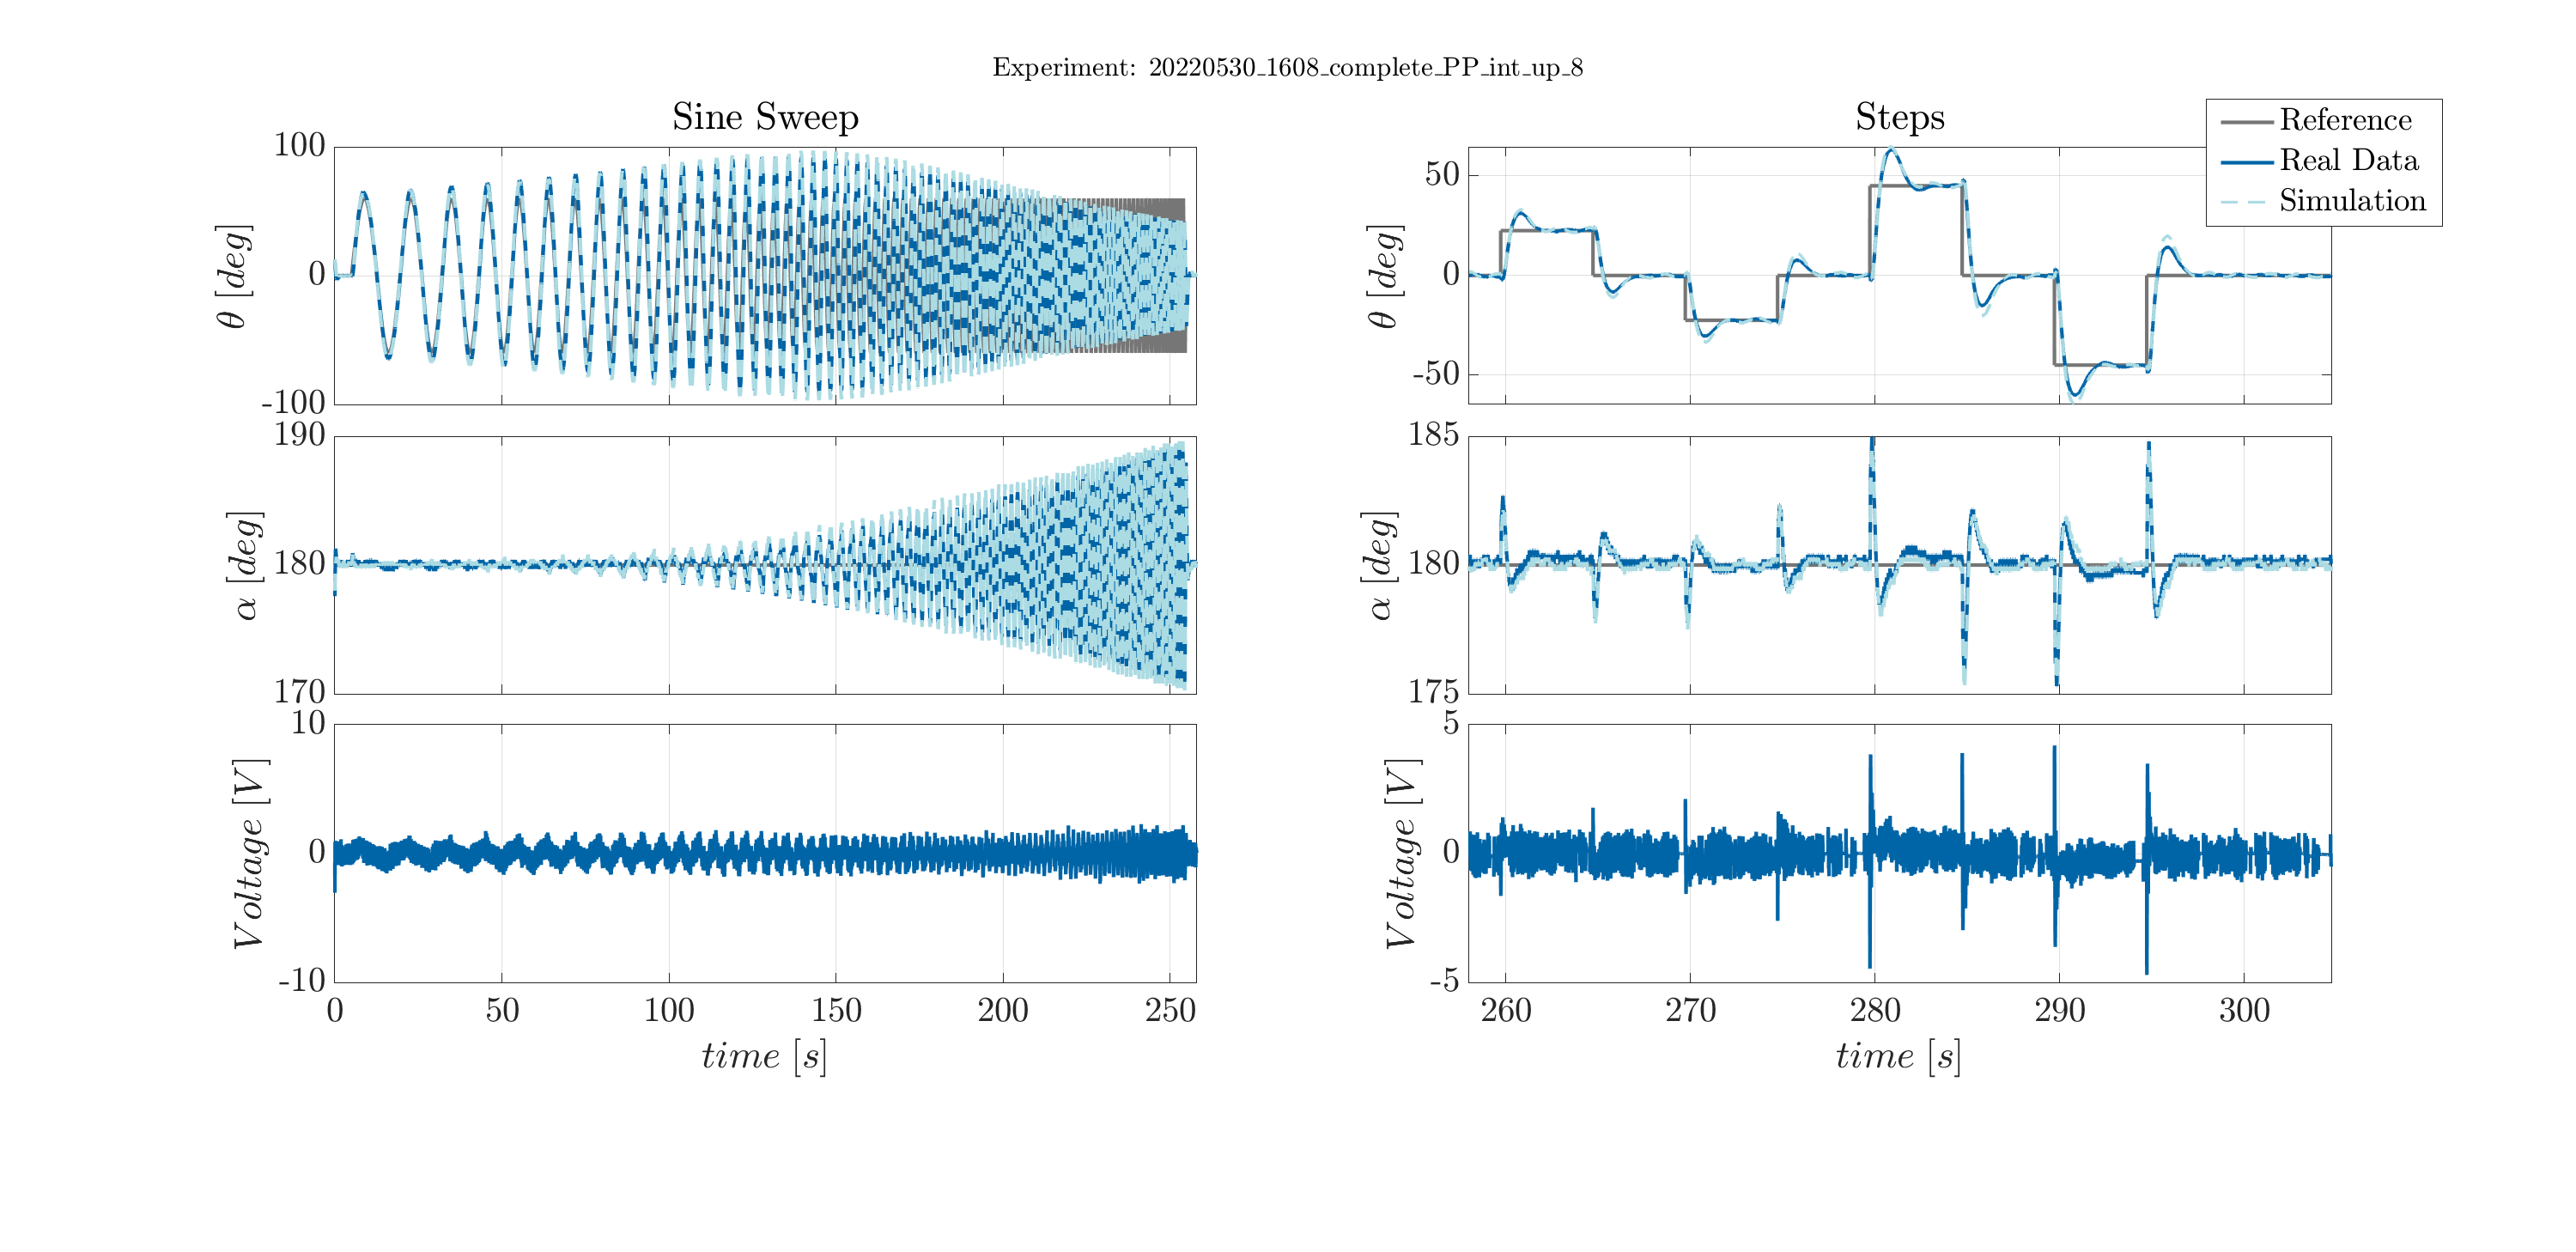 Experiment: 20220530_1608_complete_PP_int_up_8
Sine Sweep
100
0
-100
θ [deg]
190
180
170
α [deg]
10
0
-10
Voltage [V]
0 50 100 150 200 250
time [s]
Steps
Reference
Real Data
Simulation
50
0
-50
θ [deg]
185
180
175
α [deg]
5
0
-5
Voltage [V]
260 270 280 290 300
time [s]